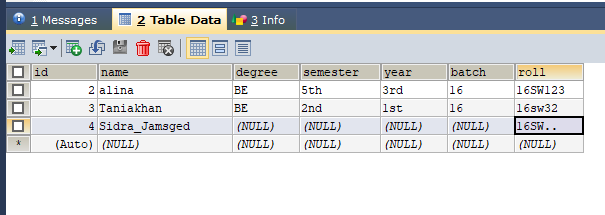 1 Messages 2 Table Data 3 Info
id name degree semester year batch roll
2 alina BE 5th 3rd 16 16SW123
3 Taniakhan BE 2nd 1st 16 16sw32
4 Sidra_Jamsged (NULL) (NULL) (NULL) (NULL) 16SW..
* (Auto) (NULL) (NULL) (NULL) (NULL) (NULL) (NULL)